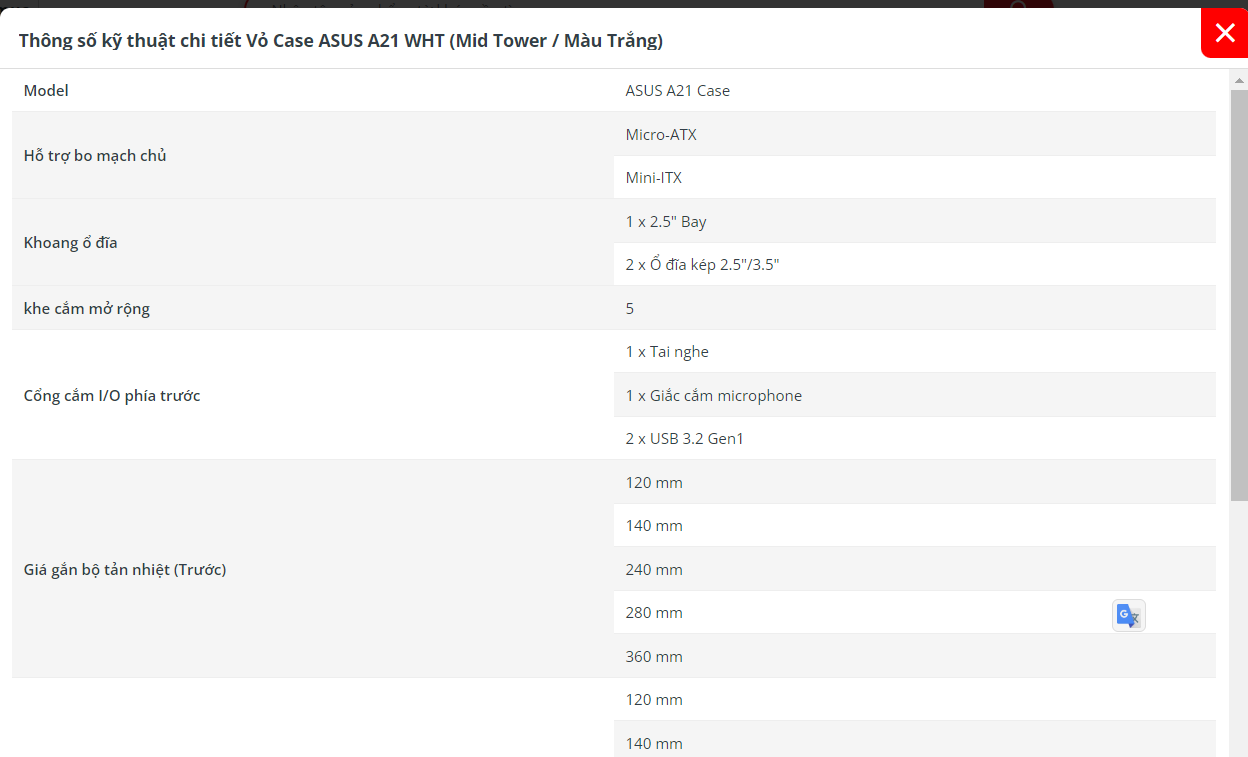 Thông số kỹ thuật chi tiết Vỏ Case ASUS A21 WHT (Mid Tower / Màu Trắng)
Model
ASUS A21 Case
Hỗ trợ bo mạch chủ
Micro-ATX
Mini-ITX
Khoang ổ đĩa
1 x 2.5" Bay
2 x Ổ đĩa kép 2.5"/3.5"
khe cắm mở rộng
5
Cổng cắm I/O phía trước
1 x Tai nghe
1 x Giắc cắm microphone
2 x USB 3.2 Gen1
Giá gắn bộ tản nhiệt (Trước)
120 mm
140 mm
240 mm
280 mm
360 mm
120 mm
140 mm